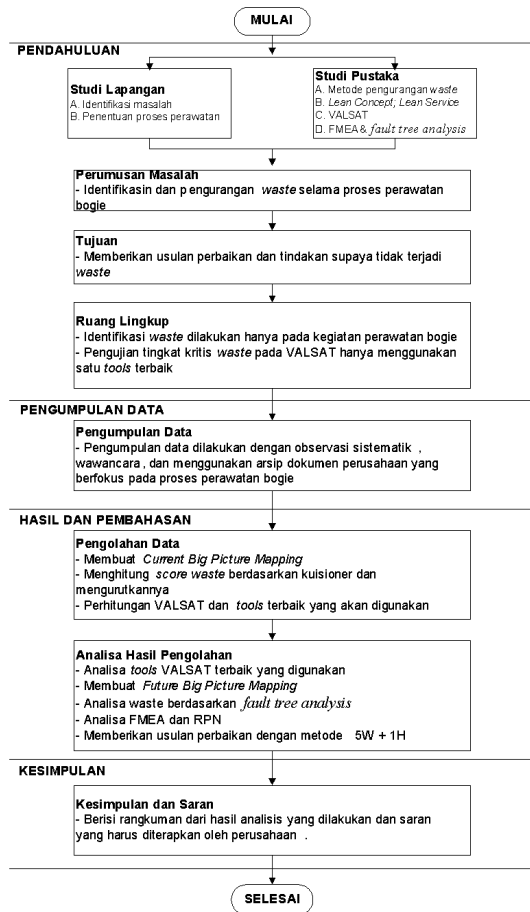 MULAI
PENDAHULUAN
Studi Lapangan
A. Identifikasi masalah
B. Penentuan proses perawatan
Studi Pustaka
A. Metode pengurangan waste
B. Lean Concept; Lean Service
C. VALSAT
D. FMEA & fault tree analysis
Perumusan Masalah
- Identifikasin dan pengurangan waste selama proses perawatan
bogie
Tujuan
- Memberikan usulan perbaikan dan tindakan supaya tidak terjadi
waste
Ruang Lingkup
- Identifikasi waste dilakukan hanya pada kegiatan perawatan bogie
- Pengujian tingkat kritis waste pada VALSAT hanya menggunakan
satu tools terbaik
PENGUMPULAN DATA
Pengumpulan Data
- Pengumpulan data dilakukan dengan observasi sistematik ,
wawancara, dan menggunakan arsip dokumen perusahaan yang
berfokus pada proses perawatan bogie
HASIL DAN PEMBAHASAN
Pengolahan Data
- Membuat Current Big Picture Mapping
- Menghitung score waste berdasarkan kuisioner dan
mengurutkannya
- Perhitungan VALSAT dan tools terbaik yang akan digunakan
Analisa Hasil Pengolahan
- Analisa tools VALSAT terbaik yang digunakan
- Membuat Future Big Picture Mapping
- Analisa waste berdasarkan fault tree analysis
- Analisa FMEA dan RPN
- Memberikan usulan perbaikan dengan metode 5W + 1H
KESIMPULAN
Kesimpulan dan Saran
- Berisi rangkuman dari hasil analisis yang dilakukan dan saran
yang harus diterapkan oleh perusahaan .
SELESAI